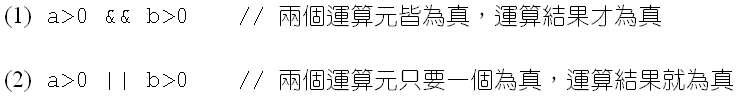 (1) a>0 && b>0 // 兩個運算元皆為真，運算結果才為真
(2) a>0 || b>0 // 兩個運算元只要一個為真，運算結果就為真